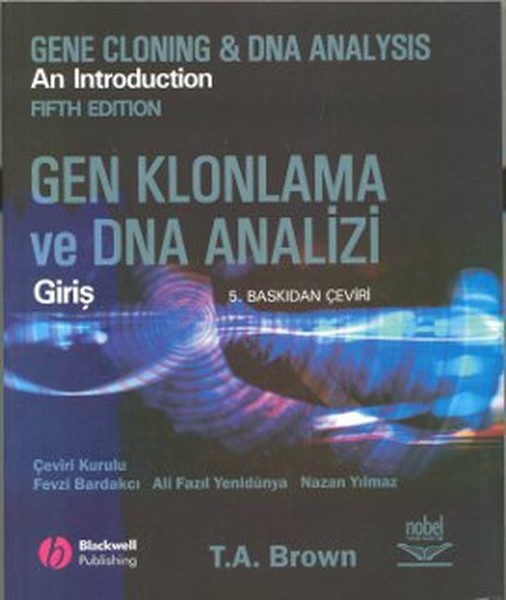 GENE CLONING & DNA ANALYSIS
An Introduction
FIFTH EDITION
GEN KLONLAMA
ve DNA ANALİZİ
Giriş
5. BASKIDAN ÇEVİRİ
Çeviri Kurulu
Fevzi Bardakcı Ali Fazıl Yenidünya Nazan Yılmaz
b
Blackwell
Publishing
T.A. Brown
nobel